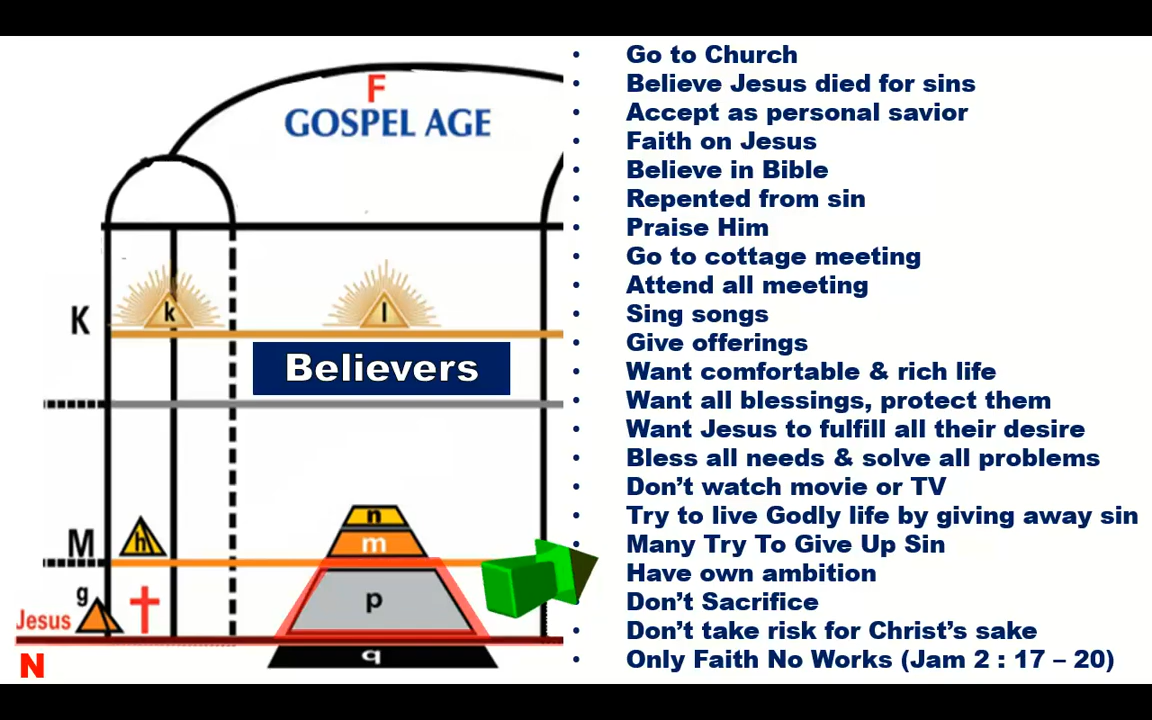 F
GOSPEL AGE
K
k
l
Believers
n
M
h
m
g
p
Jesus
N
q
• Go to Church
• Believe Jesus died for sins
• Accept as personal savior
• Faith on Jesus
• Believe in Bible
• Repented from sin
• Praise Him
• Go to cottage meeting
• Attend all meeting
• Sing songs
• Give offerings
• Want comfortable & rich life
• Want all blessings, protect them
• Want Jesus to fulfill all their desire
• Bless all needs & solve all problems
• Don’t watch movie or TV
• Try to live Godly life by giving away sin
• Many Try To Give Up Sin
Have own ambition
• Don’t Sacrifice
• Don’t take risk for Christ’s sake
• Only Faith No Works (Jam 2 : 17 – 20)